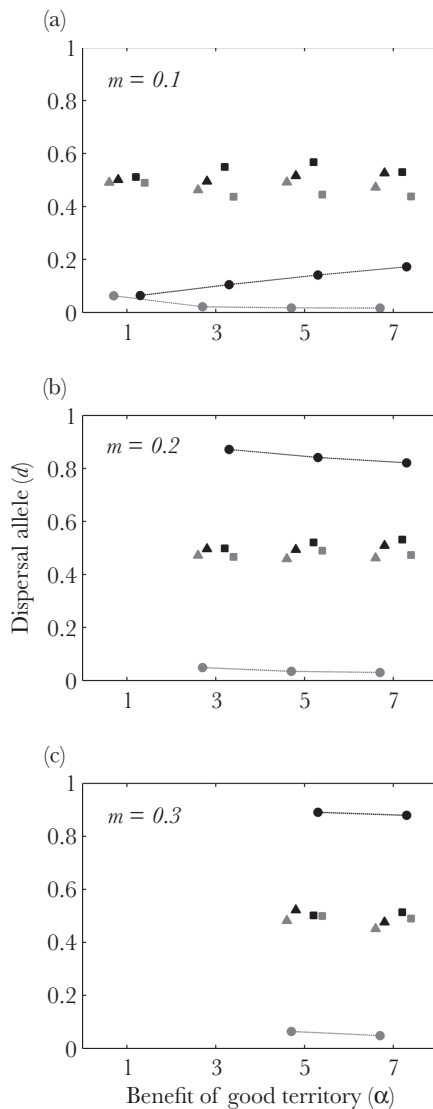 (a)
1
m = 0.1
0.8
0.6
0.4
0.2
0
1 3 5 7
(b)
1
m = 0.2
0.8
0.6
0.4
0.2
0
1 3 5 7
Dispersal allele (d)
(c)
1
m = 0.3
0.8
0.6
0.4
0.2
0
1 3 5 7
Benefit of good territory (α)